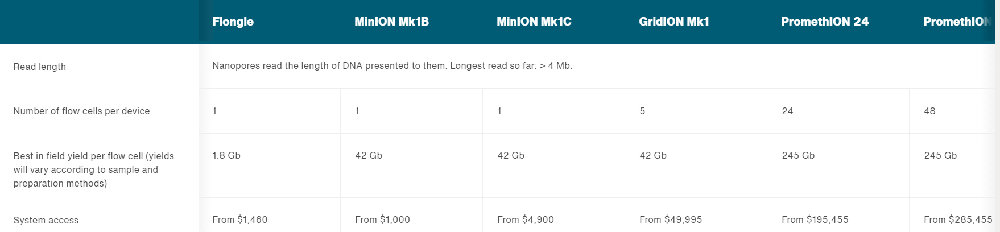 Flongle MinION Mk1B MinION Mk1C GridION Mk1 PromethION 24 PromethION
Read length Nanopores read the length of DNA presented to them. Longest read so far: > 4 Mb.
Number of flow cells per device 1 1 1 5 24 48
Best in field yield per flow cell (yields 1.8 Gb 42 Gb 42 Gb 42 Gb 245 Gb 245 Gb
will vary according to sample and
preparation methods)
System access From $1,460 From $1,000 From $4,900 From $49,995 From $195,455 From $285,455